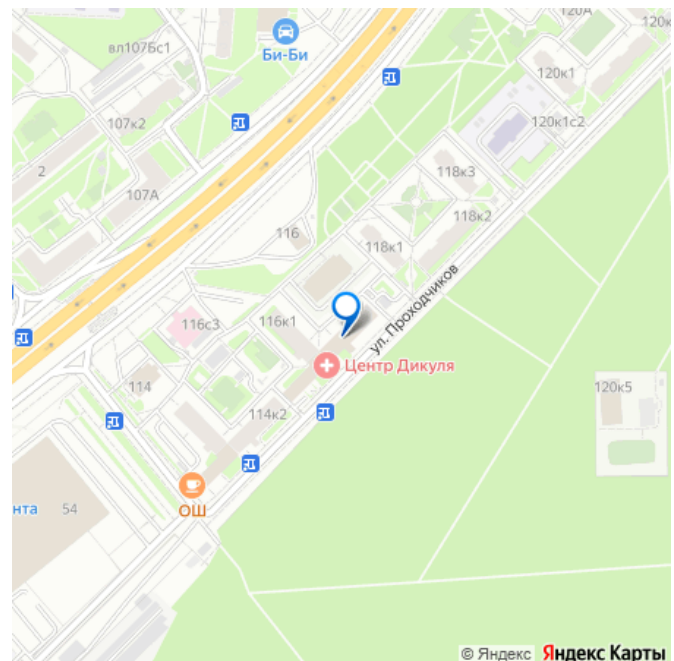 120А
120к
вл107Бс1
Би-Би
120к1
107к2
120к1с2
2
118к3
107А
118к2
116
118к1
ул. Проходчиков
116с3
116к1
Центр Дикуля
114
120к5
114к2
нта
54
ОШ
© Яндекс Яндекс Карты